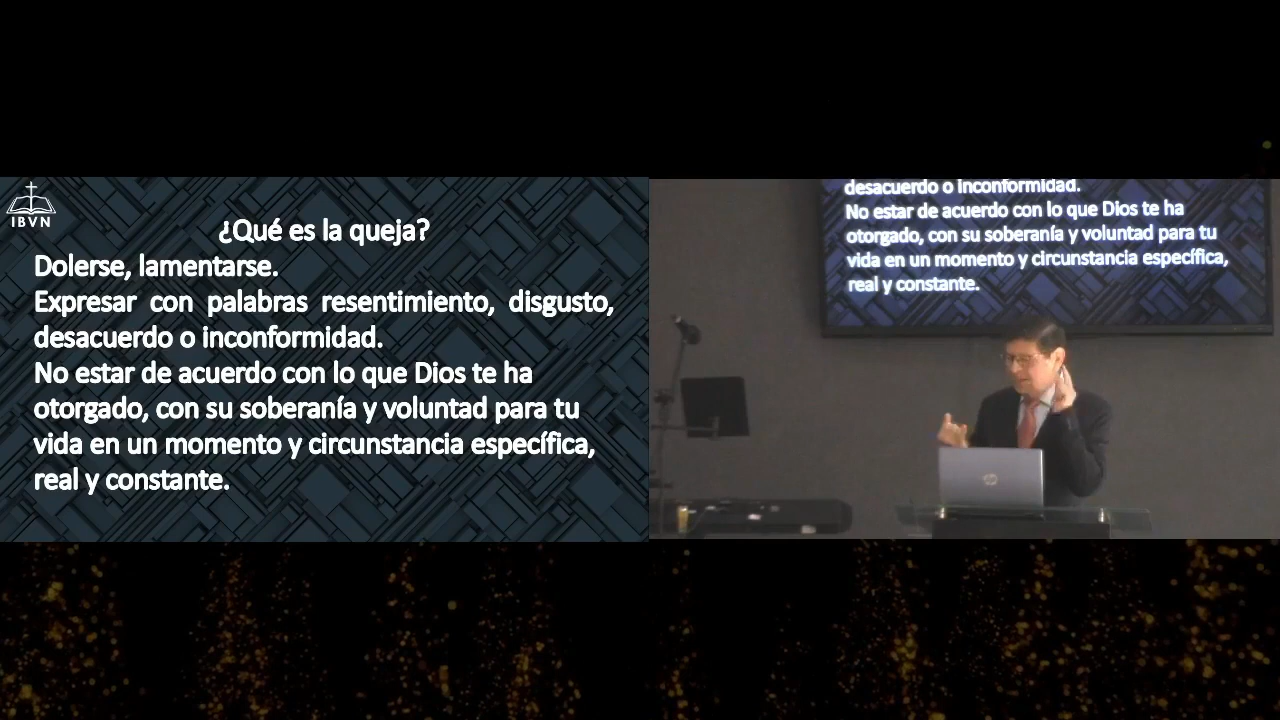 IBVN
¿Qué es la queja?
Dolerse, lamentarse.
Expresar con palabras resentimiento, disgusto,
desacuerdo o inconformidad.
No estar de acuerdo con lo que Dios te ha
otorgado, con su soberanía y voluntad para tu
vida en un momento y circunstancia específica,
real y constante.
desacuerdo o inconformidad.
No estar de acuerdo con lo que Dios te ha
otorgado, con su soberanía y voluntad para tu
vida en un momento y circunstancia específica,
real y constante.
hp